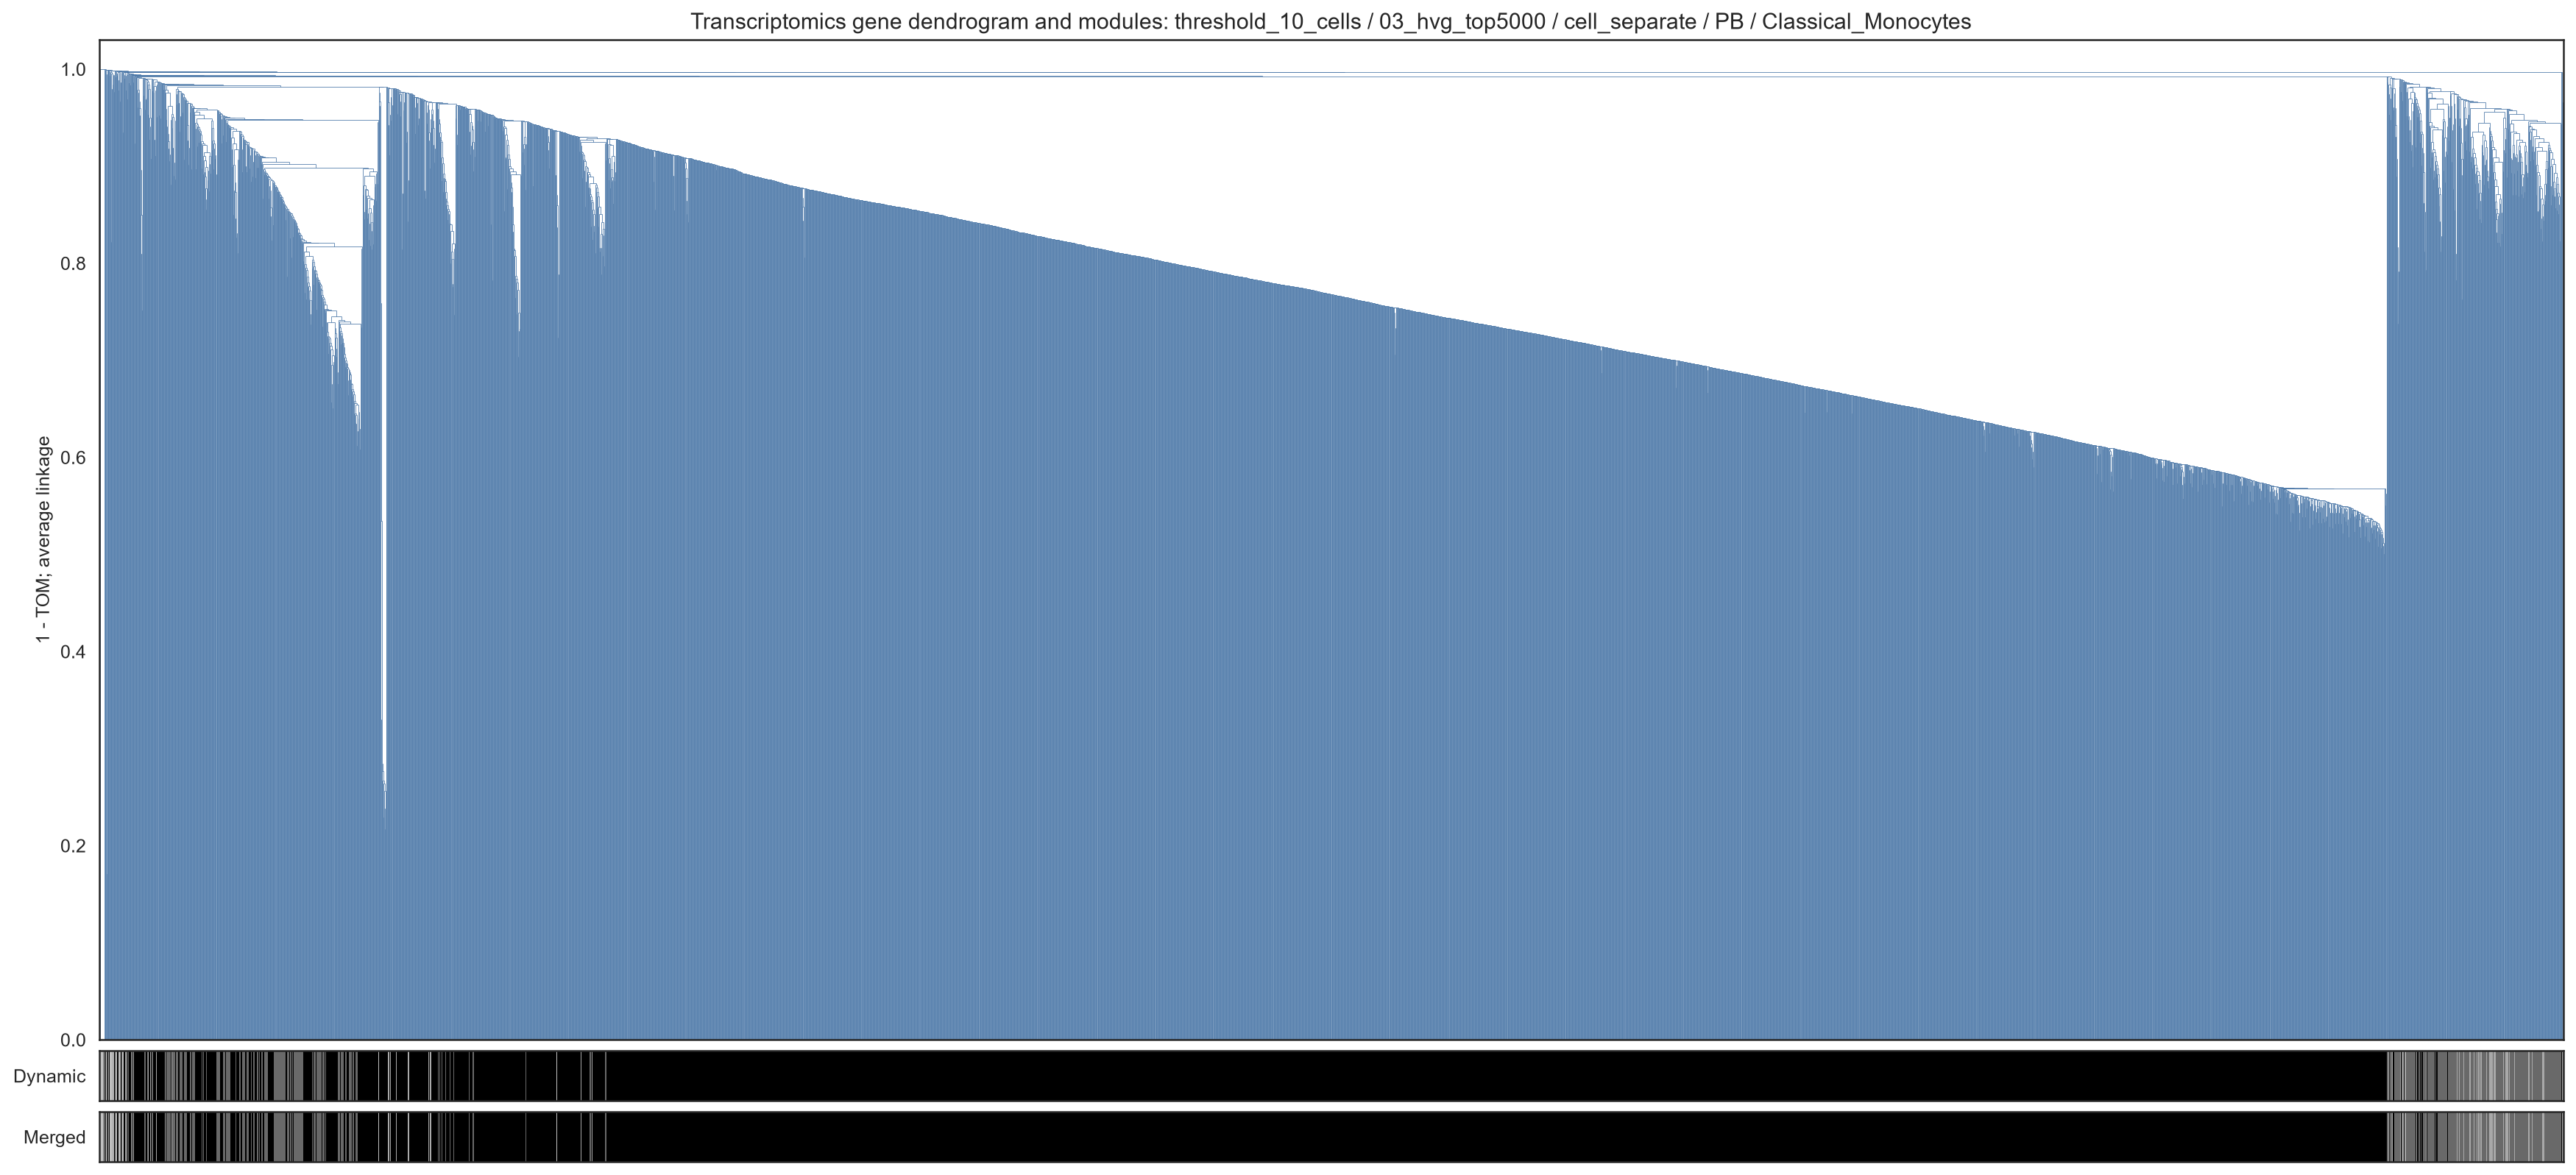 Transcriptomics gene dendrogram and modules: threshold_10_cells / 03_hvg_top5000 / cell_separate / PB / Classical_Monocytes
1 - TOM; average linkage
1.0
0.8
0.6
0.4
0.2
0.0
Dynamic
Merged